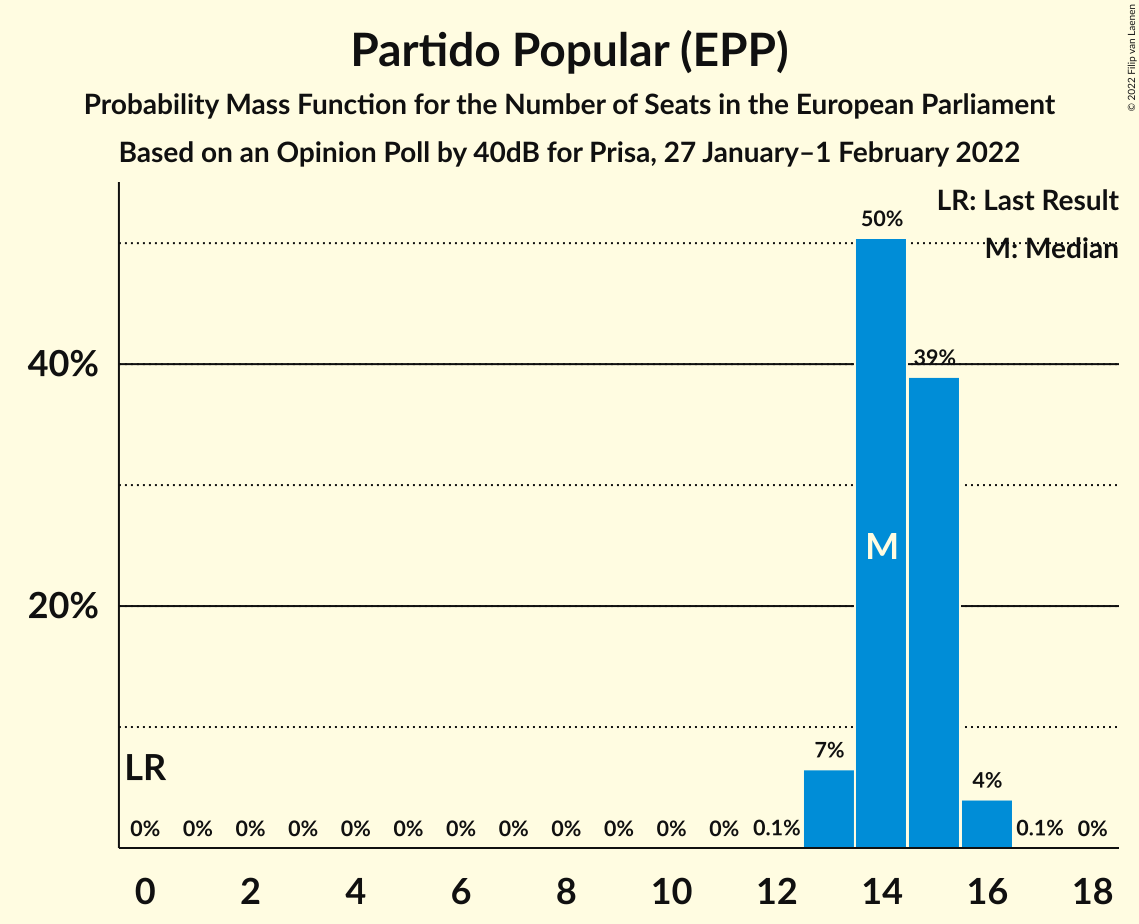 Partido Popular (EPP)
Probability Mass Function for the Number of Seats in the European Parliament
Based on an Opinion Poll by 40dB for Prisa, 27 January–1 February 2022
© 2022 Filip van Laenen
LR: Last Result
M: Median
50%
39%
40%
M
20%
7%
4%
LR
0% 0% 0% 0% 0% 0% 0% 0% 0% 0% 0% 0% 0.1% 0.1% 0%
0 2 4 6 8 10 12 14 16 18